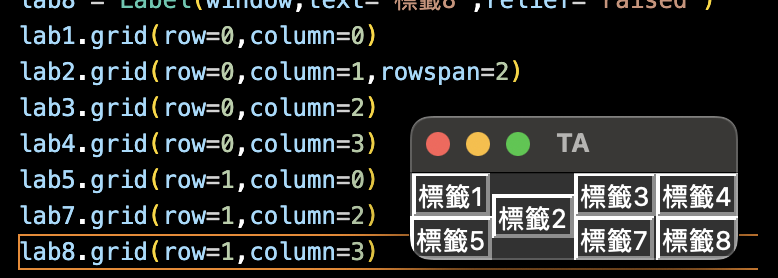 lab8 = Label(window,text="標籤8",relief="raised")
lab1.grid(row=0,column=0)
lab2.grid(row=0,column=1,rowspan=2)
lab3.grid(row=0,column=2)
lab4.grid(row=0,column=3)
lab5.grid(row=1,column=0)
lab7.grid(row=1,column=2)
lab8.grid(row=1,column=3)
TA
標籤1 標籤2 標籤3 標籤4
標籤5 標籤7 標籤8